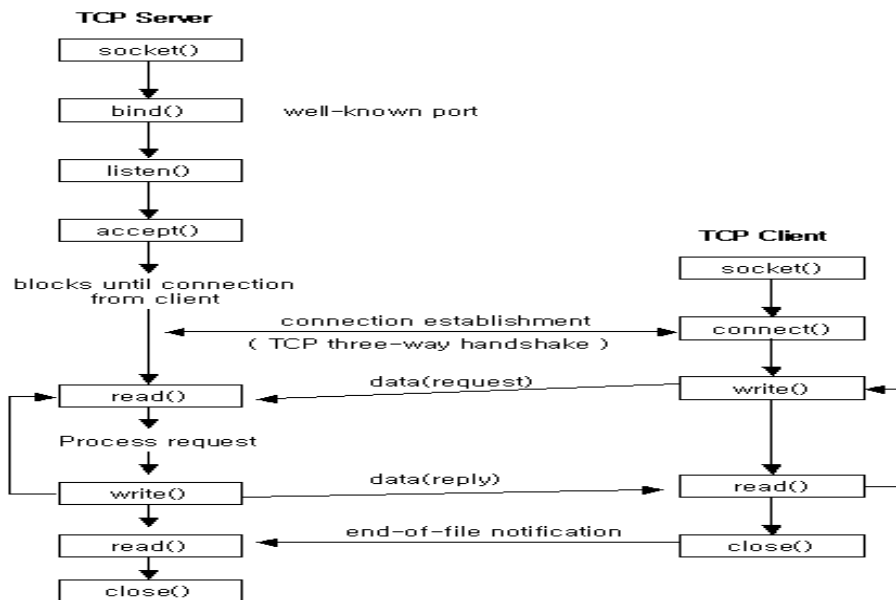 TCP Server
socket()
bind()
well-known port
listen()
accept()
blocks until connection
from client
TCP Client
socket()
connection establishment
( TCP three-way handshake )
connect()
data(request)
read()
write()
Process request
data(reply)
write()
read()
end-of-file notification
read()
close()
close()